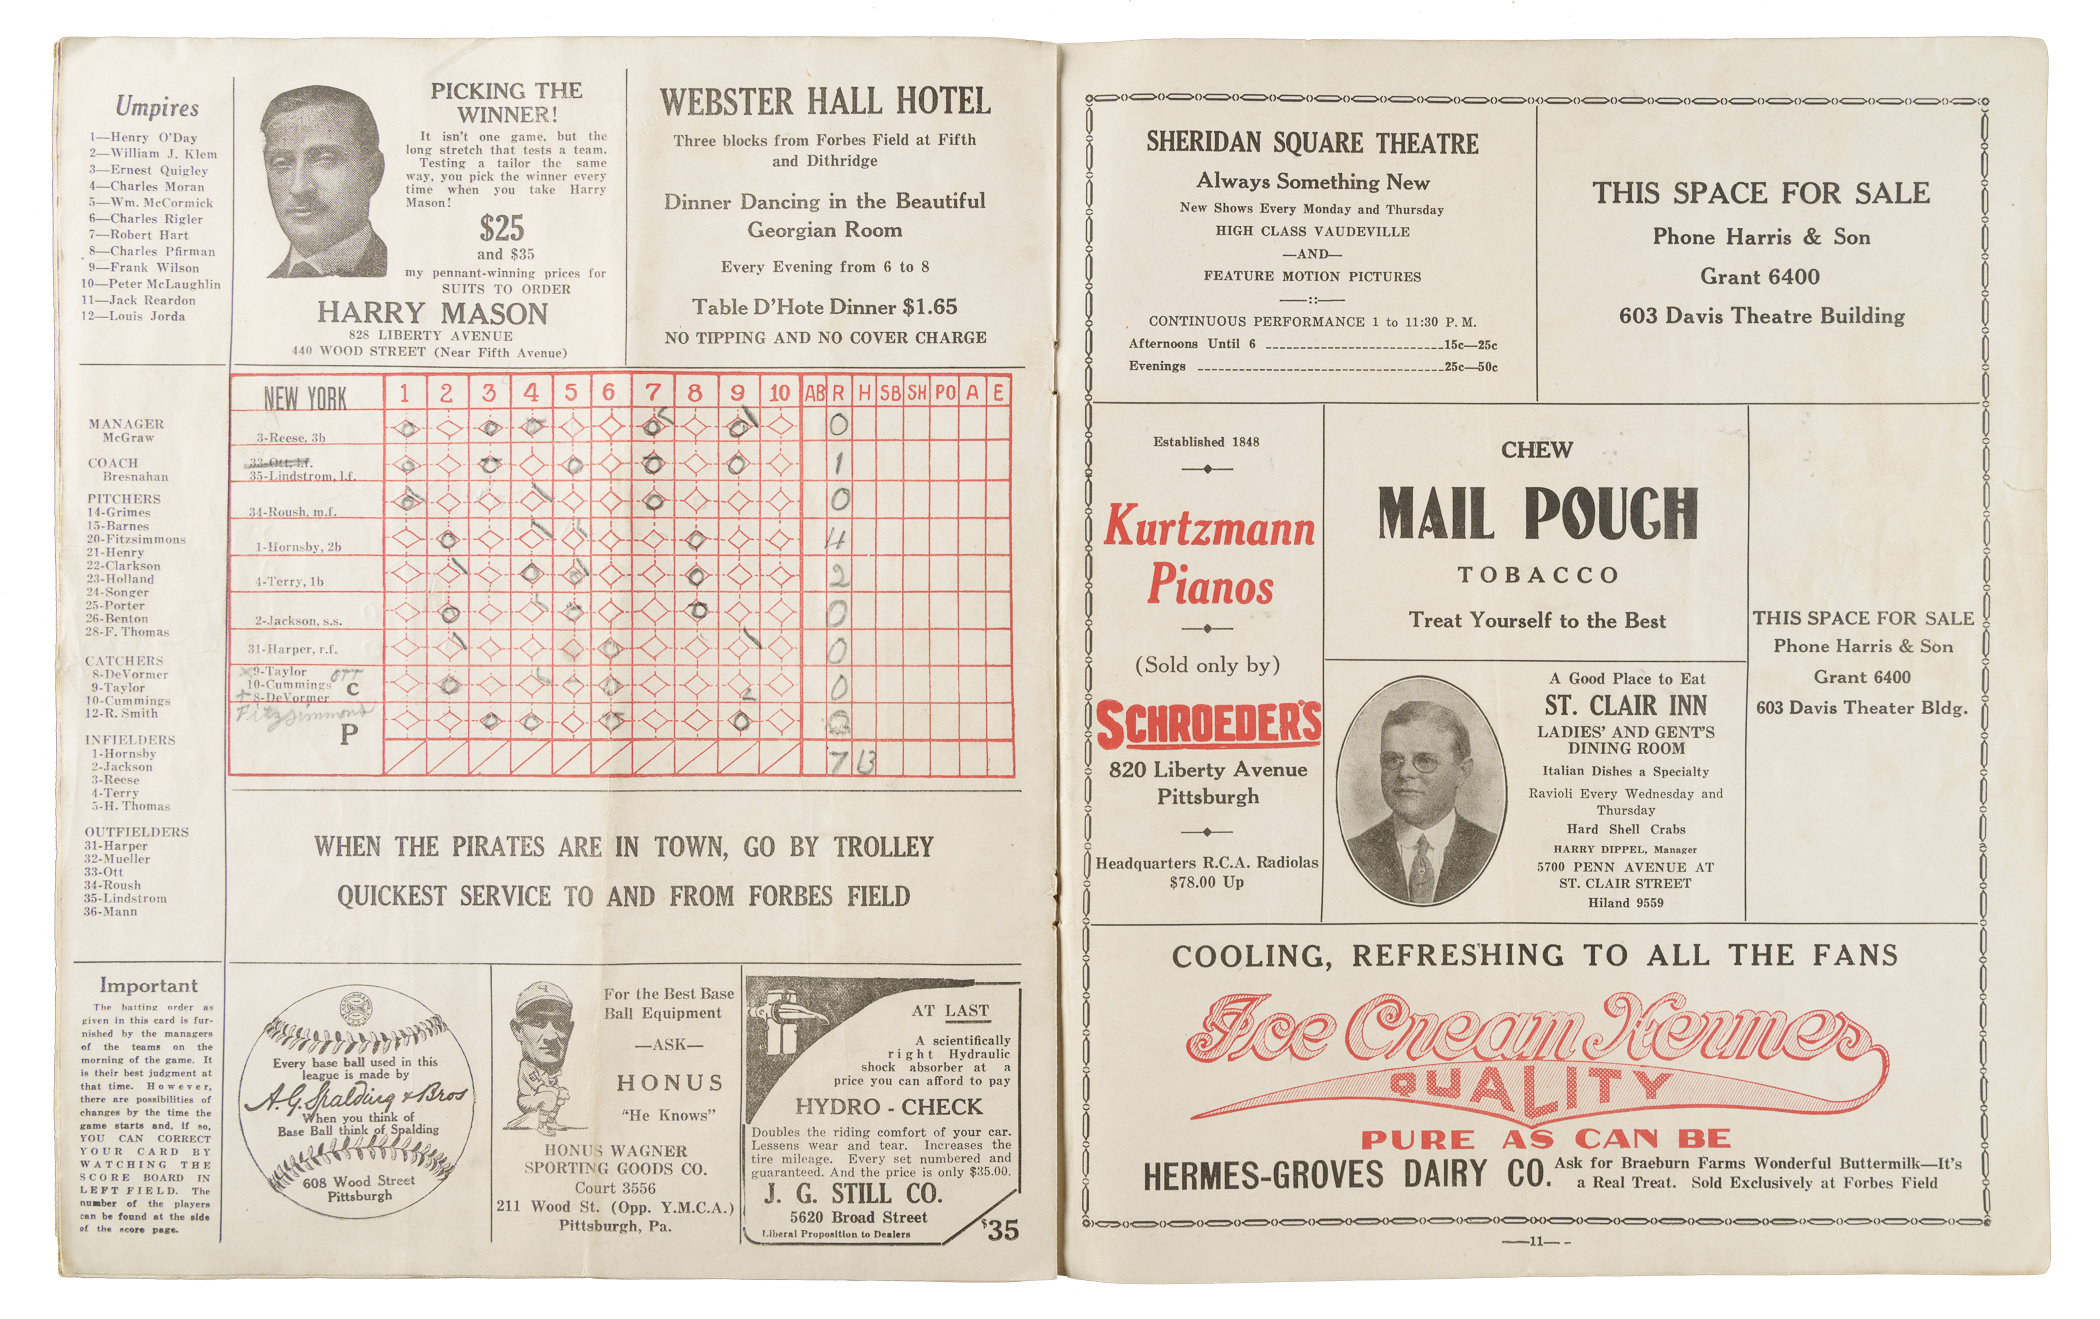 Umpires
1—Henry O'Day
2—William J. Klem
3—Ernest Quigley
4—Charles Moran
5—Wm. McCormick
6—Charles Rigler
7—Robert Hart
8—Charles Pfirman
9—Frank Wilson
10—Peter McLaughlin
11—Jack Reardon
12—Louis Jorda
MANAGER
McGraw
COACH
Bresnahan
PITCHERS
14-Grimes
15-Barnes
20-Fitzsimmons
21-Henry
22-Clarkson
23-Holland
24-Songer
25-Porter
26-Benton
28-F. Thomas
CATCHERS
8-DeVormer
9-Taylor
10-Cummings
12-R. Smith
INFIELDERS
1-Hornsby
2-Jackson
3-Reese
4-Terry
5-H. Thomas
OUTFIELDERS
31-Harper
32-Mueller
33-Ott
34-Roush
35-Lindstrom
36-Mann
Important
The batting order as
given in this card is fur-
nished by the managers
of the teams on the
morning of the game. It
is their best judgment at
that time. However,
there are possibilities of
changes by the time the
game starts and, if so,
YOU CAN CORRECT
YOUR CARD BY
WATCHING THE
SCORE BOARD IN
LEFT FIELD. The
number of the players
can be found at the side
of the score page.
PICKING THE
WINNER!
It isn't one game, but the
long stretch that tests a team.
Testing a tailor the same
way, you pick the winner every
time when you take Harry
Mason!
$25
and $35
my pennant-winning prices for
SUITS TO ORDER
HARRY MASON
828 LIBERTY AVENUE
440 WOOD STREET (Near Fifth Avenue)
WEBSTER HALL HOTEL
Three blocks from Forbes Field at Fifth
and Dithridge
Dinner Dancing in the Beautiful
Georgian Room
Every Evening from 6 to 8
Table D'Hote Dinner $1.65
NO TIPPING AND NO COVER CHARGE
NEW YORK 1 2 3 4 5 6 7 8 9 10 AB R H SB SH PO A E
3-Reese, 3b 0
33-Ott, l.f.
35-Lindstrom, l.f. 1
34-Roush, m.f. 0
1-Hornsby, 2b 4
4-Terry, 1b 2
2-Jackson, s.s. 0
31-Harper, r.f. 0
9-Taylor OTT
10-Cummings C 0
8-DeVormer
Fitzsimmons
P
7 13
WHEN THE PIRATES ARE IN TOWN, GO BY TROLLEY
QUICKEST SERVICE TO AND FROM FORBES FIELD
Every base ball used in this
league is made by
A.G. Spalding & Bros
When you think of
Base Ball think of Spalding
608 Wood Street
Pittsburgh
For the Best Base
Ball Equipment
—ASK—
HONUS
"He Knows"
HONUS WAGNER
SPORTING GOODS CO.
Court 3556
211 Wood St. (Opp. Y.M.C.A.)
Pittsburgh, Pa.
AT LAST
A scientifically
right Hydraulic
shock absorber at a
price you can afford to pay
HYDRO-CHECK
Doubles the riding comfort of your car.
Lessens wear and tear. Increases the
tire mileage. Every set numbered and
guaranteed. And the price is only $35.00.
J. G. STILL CO.
5620 Broad Street
Liberal Proposition to Dealers
$35
SHERIDAN SQUARE THEATRE
Always Something New
New Shows Every Monday and Thursday
HIGH CLASS VAUDEVILLE
—AND—
FEATURE MOTION PICTURES
CONTINUOUS PERFORMANCE 1 to 11:30 P. M.
Afternoons Until 6 15c—25c
Evenings 25c—50c
THIS SPACE FOR SALE
Phone Harris & Son
Grant 6400
603 Davis Theatre Building
Established 1848
Kurtzmann
Pianos
(Sold only by)
SCHROEDER'S
820 Liberty Avenue
Pittsburgh
Headquarters R.C.A. Radiolas
$78.00 Up
CHEW
MAIL POUCH
TOBACCO
Treat Yourself to the Best
A Good Place to Eat
ST. CLAIR INN
LADIES' AND GENT'S
DINING ROOM
Italian Dishes a Specialty
Ravioli Every Wednesday and
Thursday
Hard Shell Crabs
HARRY DIPPEL, Manager
5700 PENN AVENUE AT
ST. CLAIR STREET
Hiland 9559
THIS SPACE FOR SALE
Phone Harris & Son
Grant 6400
603 Davis Theater Bldg.
COOLING, REFRESHING TO ALL THE FANS
Ice Cream Hermes
QUALITY
PURE AS CAN BE
HERMES-GROVES DAIRY CO.
Ask for Braeburn Farms Wonderful Buttermilk—It's
a Real Treat. Sold Exclusively at Forbes Field
—11—